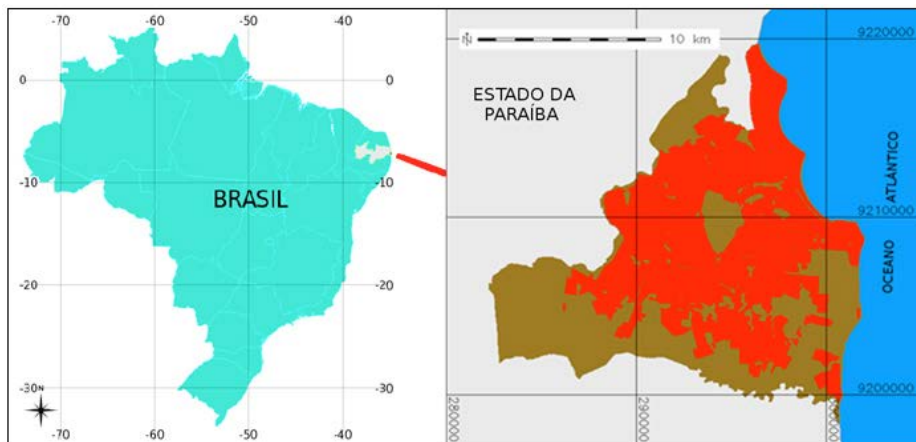 -70 -60 -50 -40
0 0
-10 -10
BRASIL
-20 -20
-30 -30
N
-70 -60 -50 -40
N 10 km
9220000
ESTADO DA
PARAÍBA
ATLÂNTICO
9210000
OCEANO
9200000
280000
290000